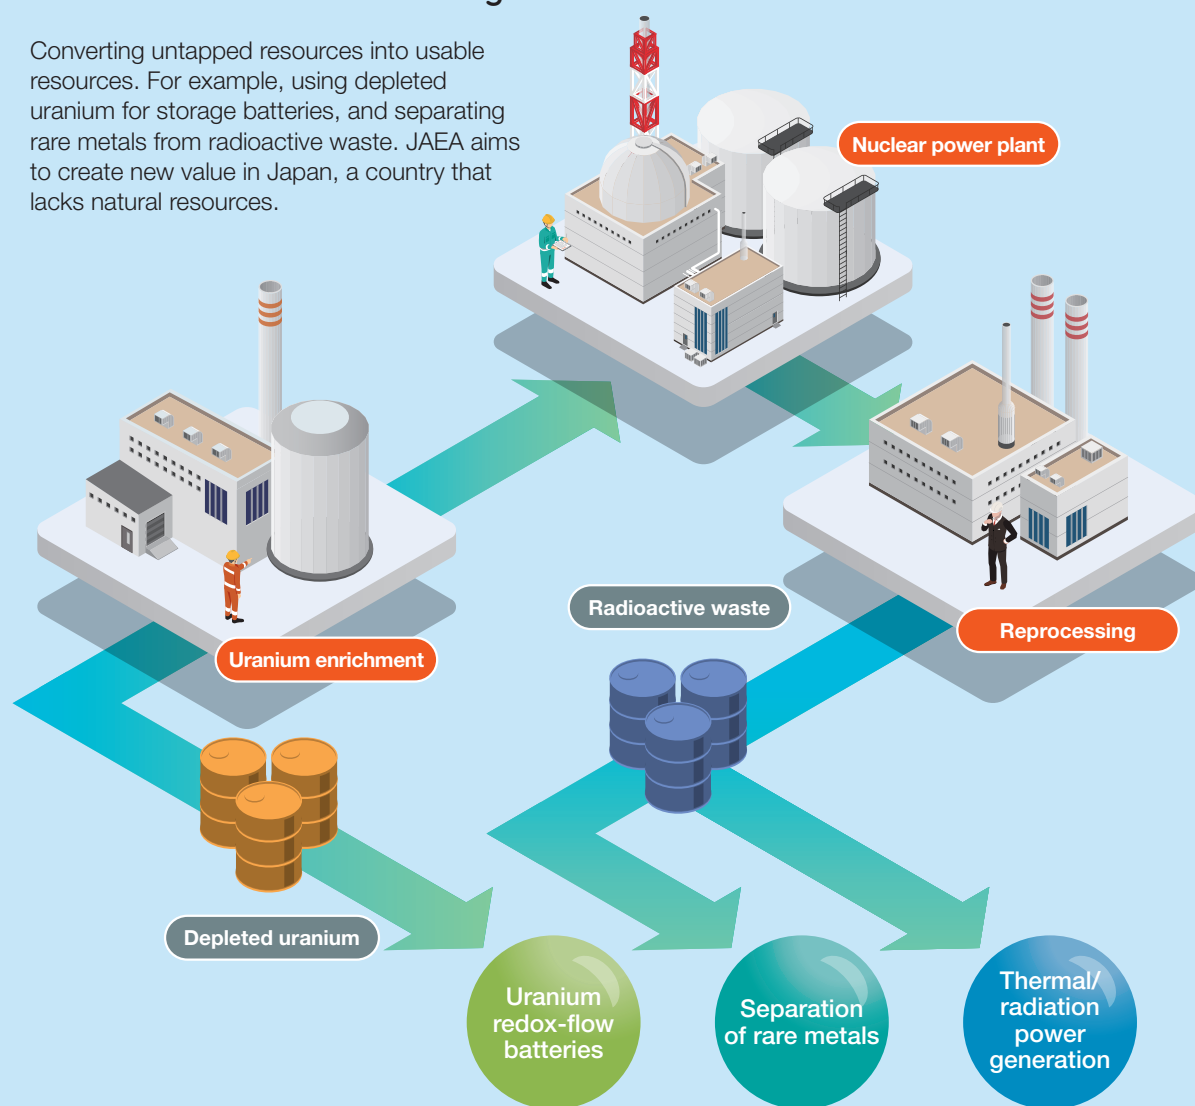 Converting untapped resources into usable
resources. For example, using depleted
uranium for storage batteries, and separating
rare metals from radioactive waste. JAEA aims
to create new value in Japan, a country that
lacks natural resources.
Nuclear power plant
Uranium enrichment
Radioactive waste
Reprocessing
Depleted uranium
Uranium
redox-flow
batteries
Separation
of rare metals
Thermal/
radiation
power
generation